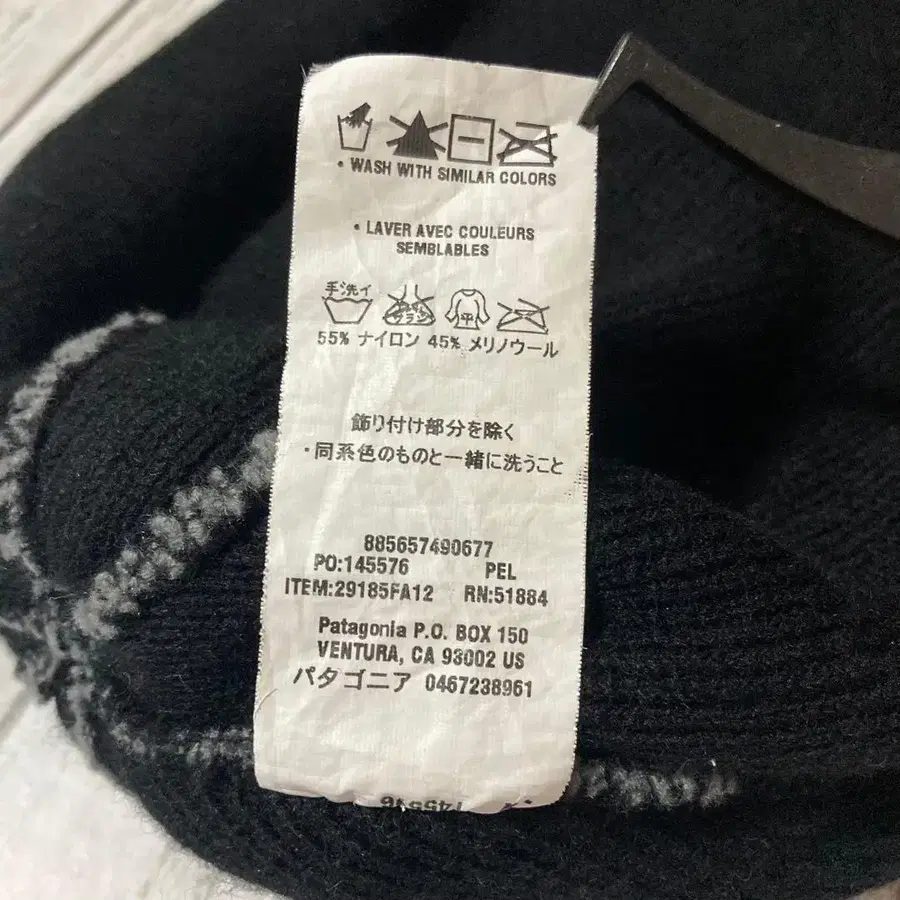 • WASH WITH SIMILAR COLORS
• LAVER AVEC COULEURS
SEMBLABLES
手洗イ
平
55% ナイロン 45% メリノウール
飾り付け部分を除く
・同系色のものと一緒に洗うこと
885657490677
PO:145576 PEL
ITEM:29185FA12 RN:51884
Patagonia P.O. BOX 150
VENTURA, CA 93002 US
パタゴニア 0467238961